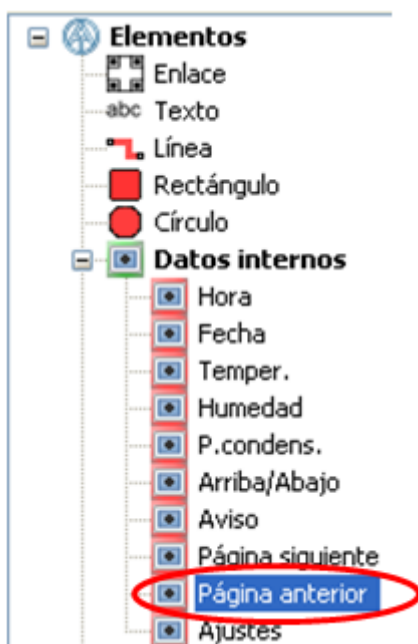 Elementos
Enlace
abc Texto
Línea
Rectángulo
Círculo
Datos internos
Hora
Fecha
Temper.
Humedad
P.condens.
Arriba/Abajo
Aviso
Página siguiente
Página anterior
Ajustes